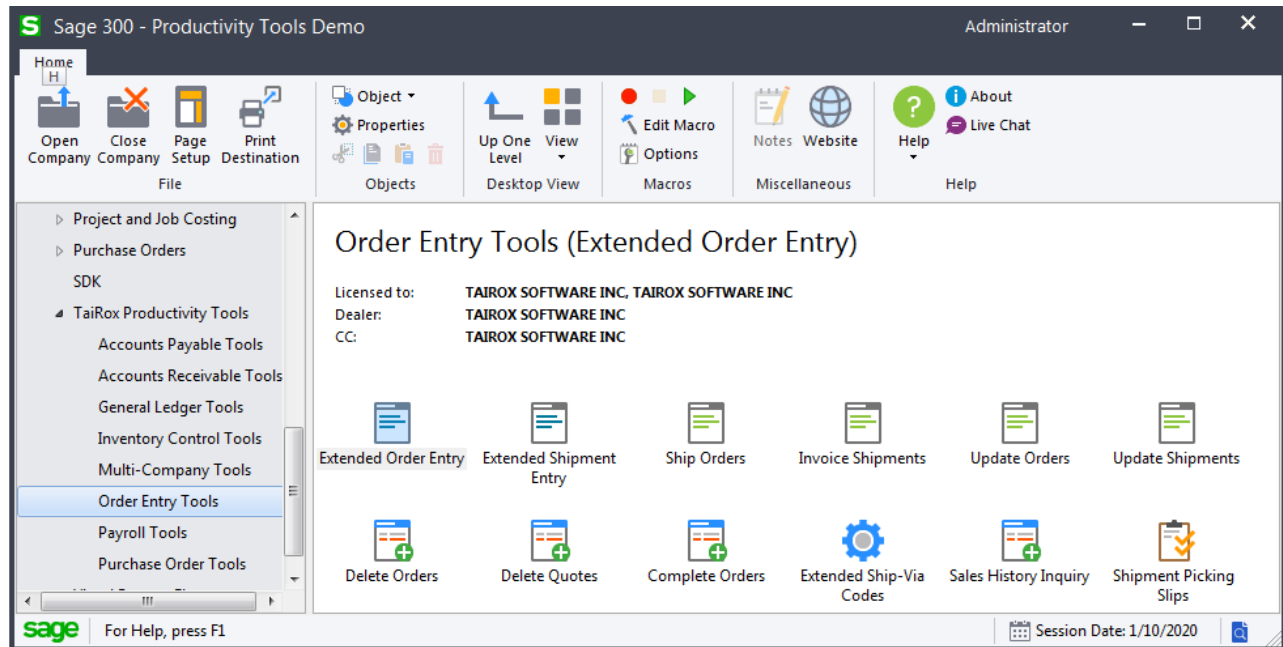 S Sage 300 - Productivity Tools Demo
Administrator
Home
H
Open Company
Close Company
Page Setup
Print Destination
File
Object
Properties
Objects
Up One Level
View
Desktop View
Edit Macro
Options
Macros
Notes
Website
Miscellaneous
Help
About
Live Chat
Help
Project and Job Costing
Purchase Orders
SDK
TaiRox Productivity Tools
Accounts Payable Tools
Accounts Receivable Tools
General Ledger Tools
Inventory Control Tools
Multi-Company Tools
Order Entry Tools
Payroll Tools
Purchase Order Tools
Order Entry Tools (Extended Order Entry)
Licensed to: TAIROX SOFTWARE INC, TAIROX SOFTWARE INC
Dealer: TAIROX SOFTWARE INC
CC: TAIROX SOFTWARE INC
Extended Order Entry
Extended Shipment Entry
Ship Orders
Invoice Shipments
Update Orders
Update Shipments
Delete Orders
Delete Quotes
Complete Orders
Extended Ship-Via Codes
Sales History Inquiry
Shipment Picking Slips
sage For Help, press F1
Session Date: 1/10/2020